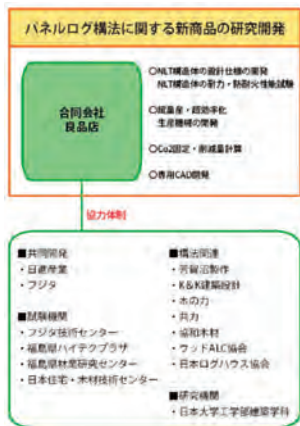 パネルログ構法に関する新商品の研究開発
合同会社
良品店
○NLT構造体の設計仕様の開発
NLT構造体の耐力・防耐火性能試験
○総量産・超効率化
生産機械の開発
○Co2固定・削減量計算
○専用CAD開発
協力体制
■共同開発
・日進産業
・フジタ
■試験機関
・フジタ技術センター
・福島県ハイテクプラザ
・福島県林業研究センター
・日本住宅・木材技術センター
■構法関連
・芳賀沼製作
・K&K建築設計
・木の力
・共力
・協和木材
・ウッドALC協会
・日本ログハウス協会
■研究機関
・日本大学工学部建築学科